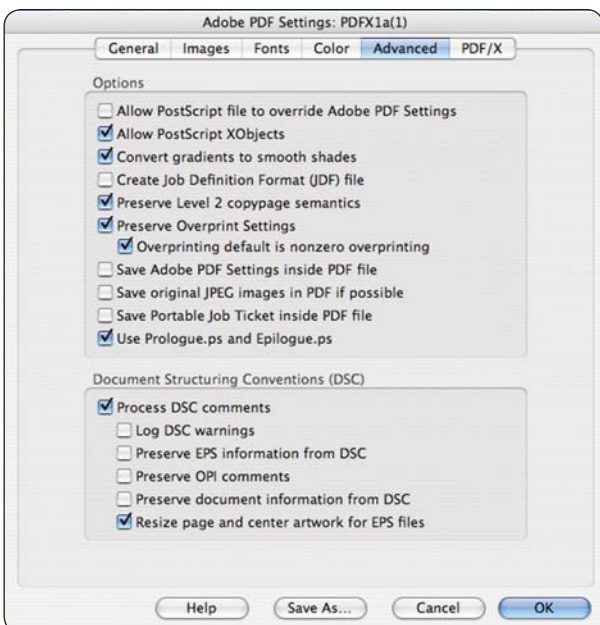 Adobe PDF Settings: PDFX1a(1)
General Images Fonts Color Advanced PDF/X
Options
Allow PostScript file to override Adobe PDF Settings
Allow PostScript XObjects
Convert gradients to smooth shades
Create Job Definition Format (JDF) file
Preserve Level 2 copypage semantics
Preserve Overprint Settings
Overprinting default is nonzero overprinting
Save Adobe PDF Settings inside PDF file
Save original JPEG images in PDF if possible
Save Portable Job Ticket inside PDF file
Use Prologue.ps and Epilogue.ps
Document Structuring Conventions (DSC)
Process DSC comments
Log DSC warnings
Preserve EPS information from DSC
Preserve OPI comments
Preserve document information from DSC
Resize page and center artwork for EPS files
Help Save As... Cancel OK